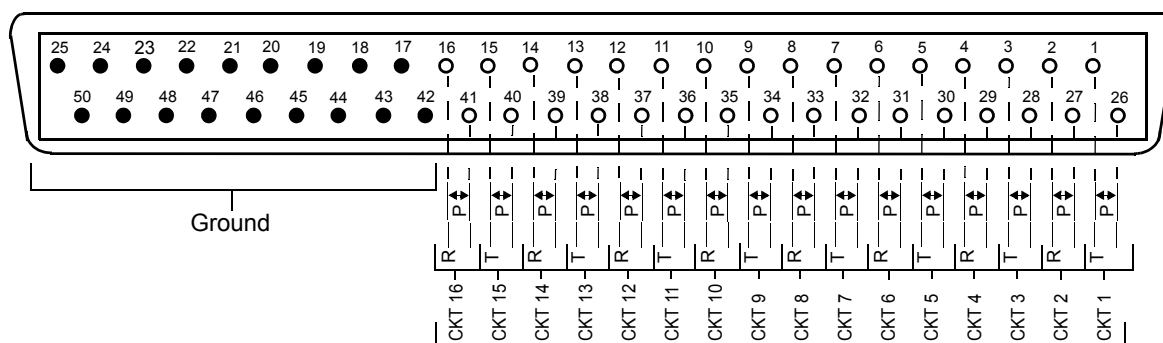 25 24 23 22 21 20 19 18 17 16 15 14 13 12 11 10 9 8 7 6 5 4 3 2 1
50 49 48 47 46 45 44 43 42 41 40 39 38 37 36 35 34 33 32 31 30 29 28 27 26
Ground
P P P P P P P P P P P P P P P P
R T R T R T R T R T R T R T R T
CKT 16 CKT 15 CKT 14 CKT 13 CKT 12 CKT 11 CKT 10 CKT 9 CKT 8 CKT 7 CKT 6 CKT 5 CKT 4 CKT 3 CKT 2 CKT 1